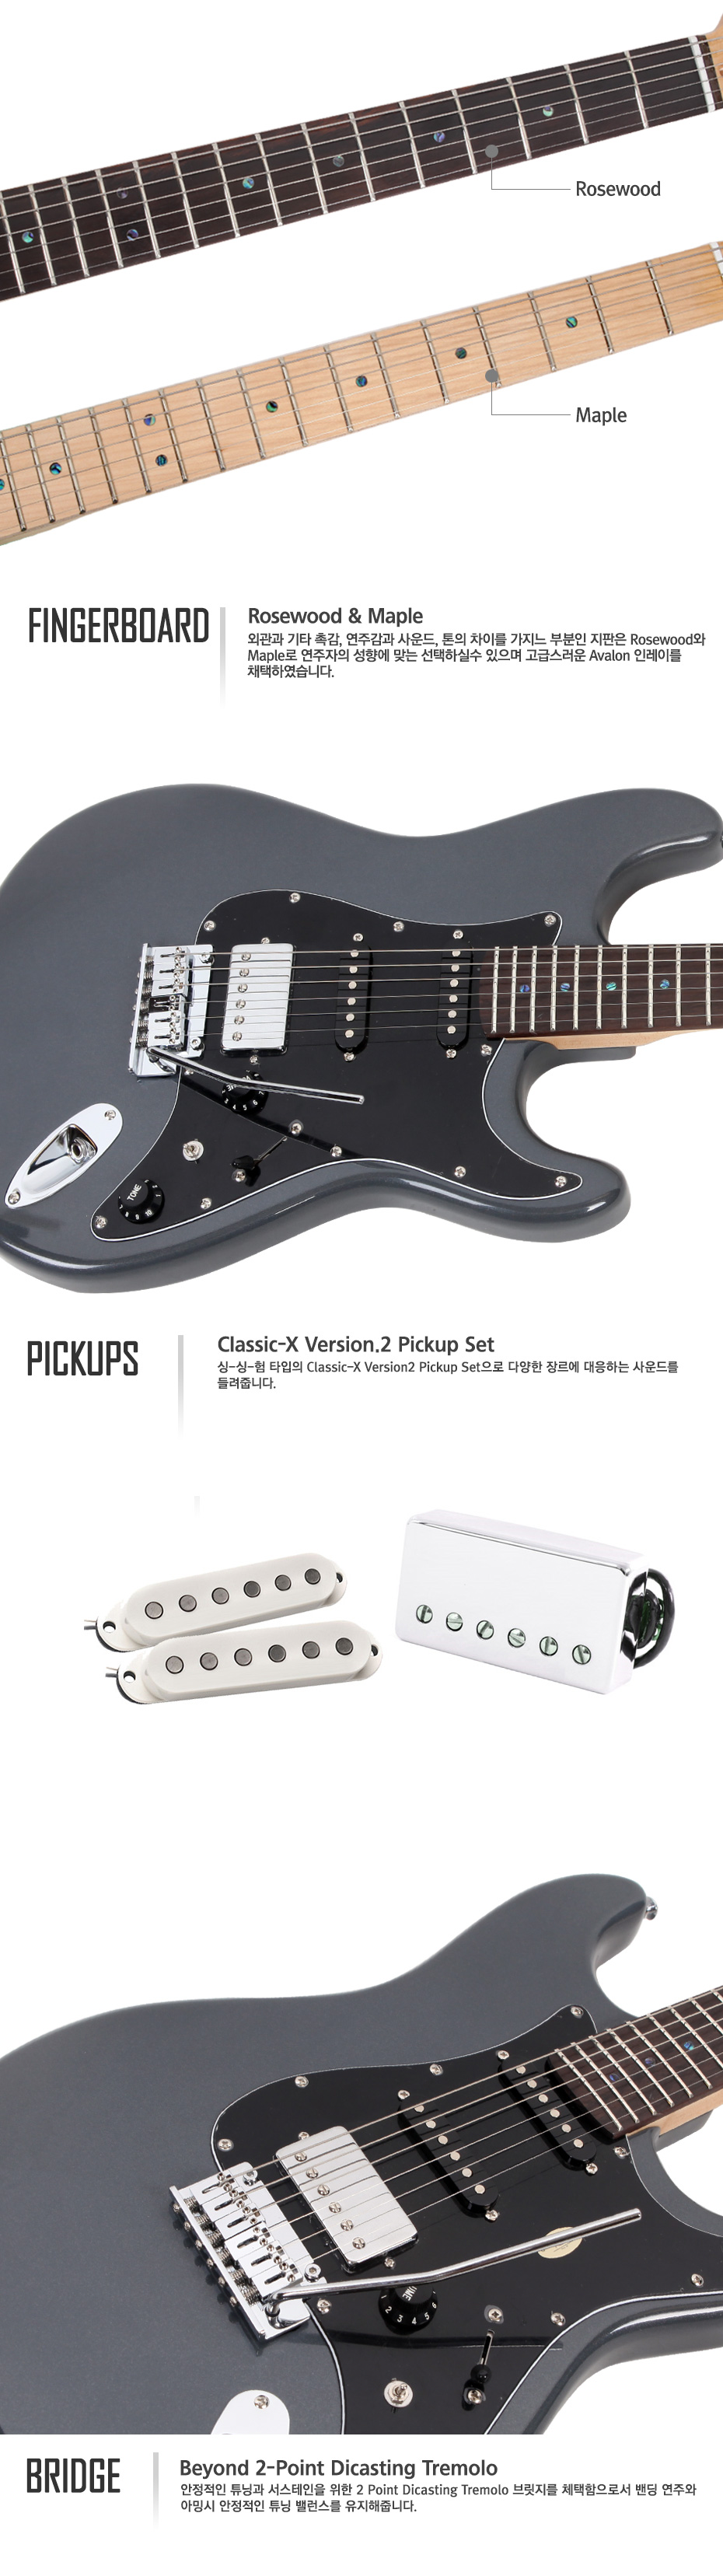 Rosewood
Maple
FINGERBOARD
Rosewood & Maple
외관과 기타 촉감, 연주감과 사운드, 톤의 차이를 가지느 부분인 지판은 Rosewood와
Maple로 연주자의 성향에 맞는 선택하실수 있으며 고급스러운 Avalon 인레이를
채택하였습니다.
TONE
PICKUPS
Classic-X Version.2 Pickup Set
싱-싱-험 타입의 Classic-X Version2 Pickup Set으로 다양한 장르에 대응하는 사운드를
들려줍니다.
2 3 4 5 6
BRIDGE
Beyond 2-Point Dicasting Tremolo
안정적인 튜닝과 서스테인을 위한 2 Point Dicasting Tremolo 브릿지를 체택함으로서 밴딩 연주와
아밍시 안정적인 튜닝 밸런스를 유지해줍니다.